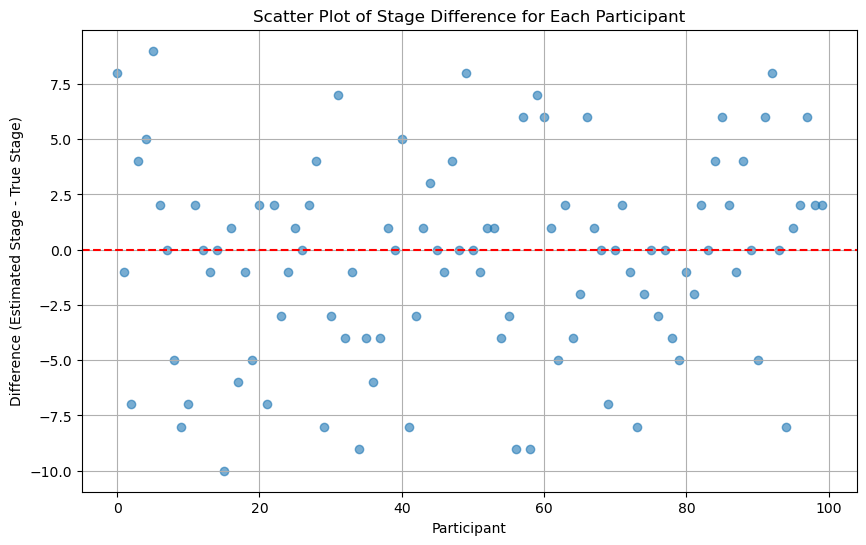 Scatter Plot of Stage Difference for Each Participant
Difference (Estimated Stage - True Stage)
7.5
5.0
2.5
0.0
−2.5
−5.0
−7.5
−10.0
0 20 40 60 80 100
Participant